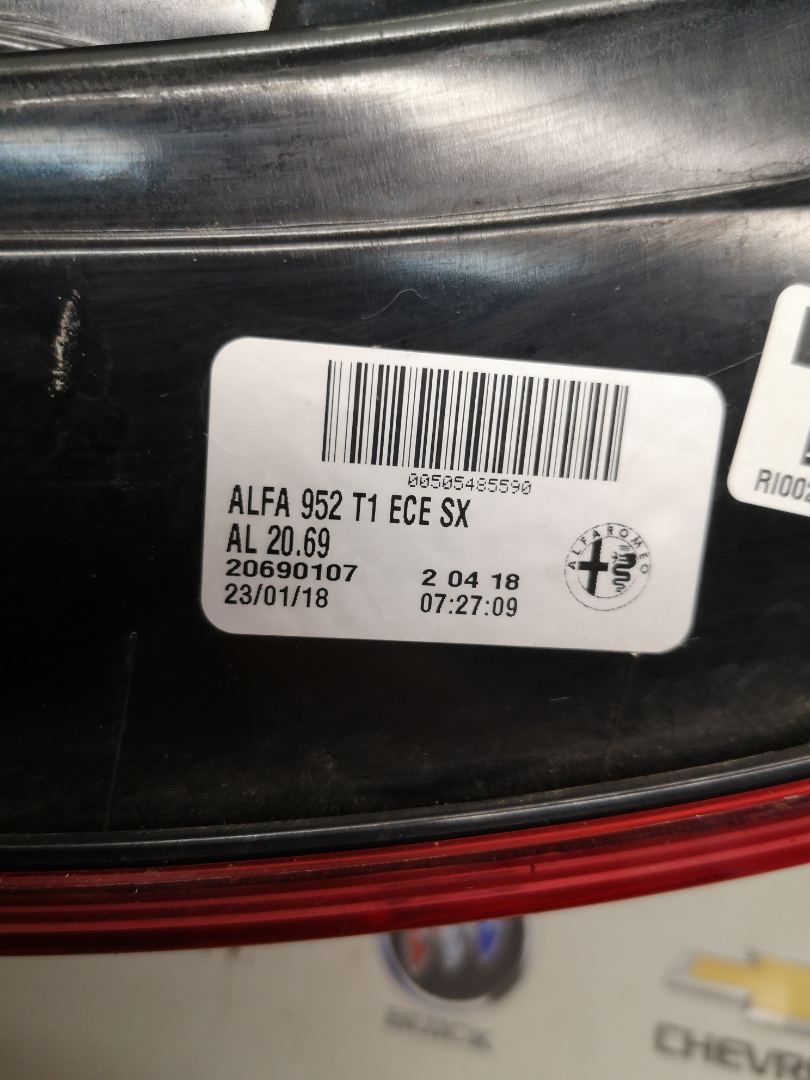 00505485590
ALFA 952 T1 ECE SX
AL 20.69
20690107 2 04 18
23/01/18 07:27:09
ALFA ROMEO
RI002
BUICK
CHEVR